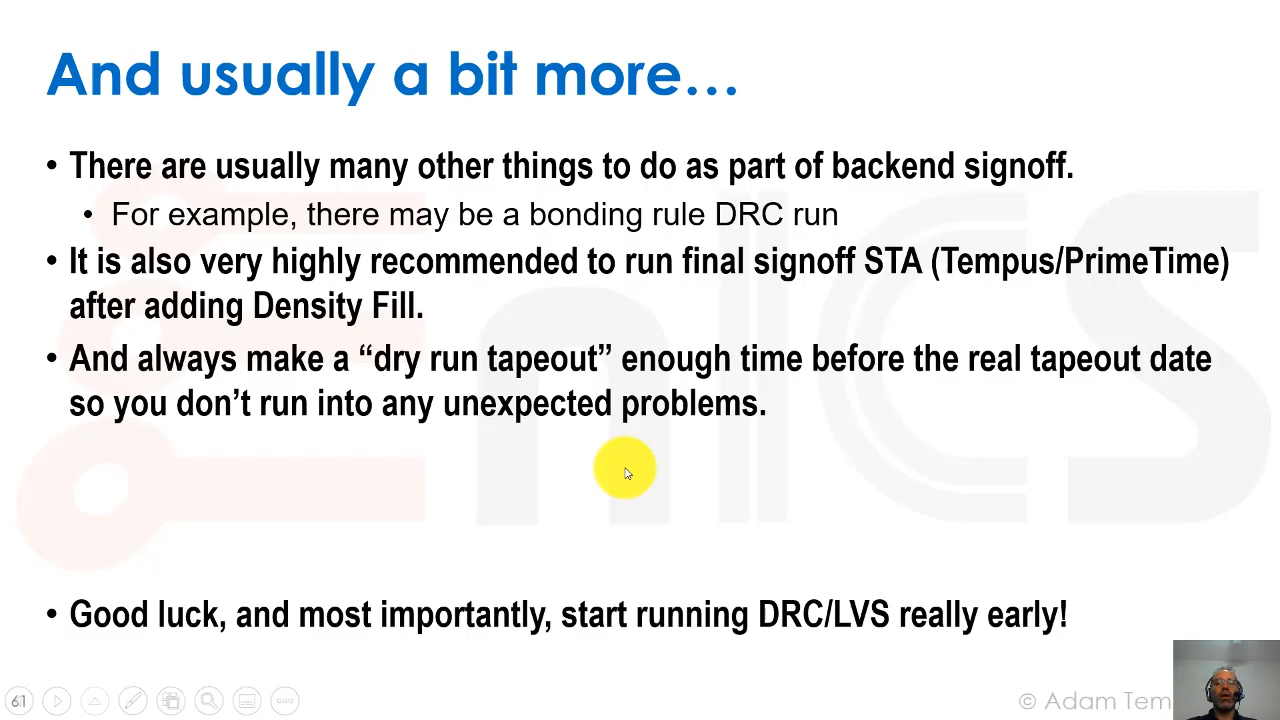 And usually a bit more…
• There are usually many other things to do as part of backend signoff.
• For example, there may be a bonding rule DRC run
• It is also very highly recommended to run final signoff STA (Tempus/PrimeTime)
after adding Density Fill.
• And always make a “dry run tapeout” enough time before the real tapeout date
so you don’t run into any unexpected problems.
• Good luck, and most importantly, start running DRC/LVS really early!
61
© Adam Tem
nICS